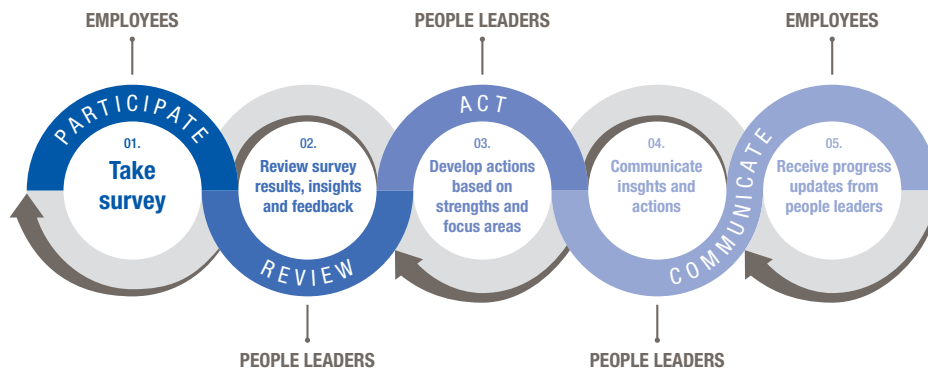 EMPLOYEES
PEOPLE LEADERS
EMPLOYEES
PARTICIPATE
01.
Take
survey
02.
Review survey
results, insights
and feedback
REVIEW
ACT
03.
Develop actions
based on
strengths and
focus areas
04.
Communicate
insghts and
actions
COMMUNICATE
05.
Receive progress
updates from
people leaders
PEOPLE LEADERS
PEOPLE LEADERS